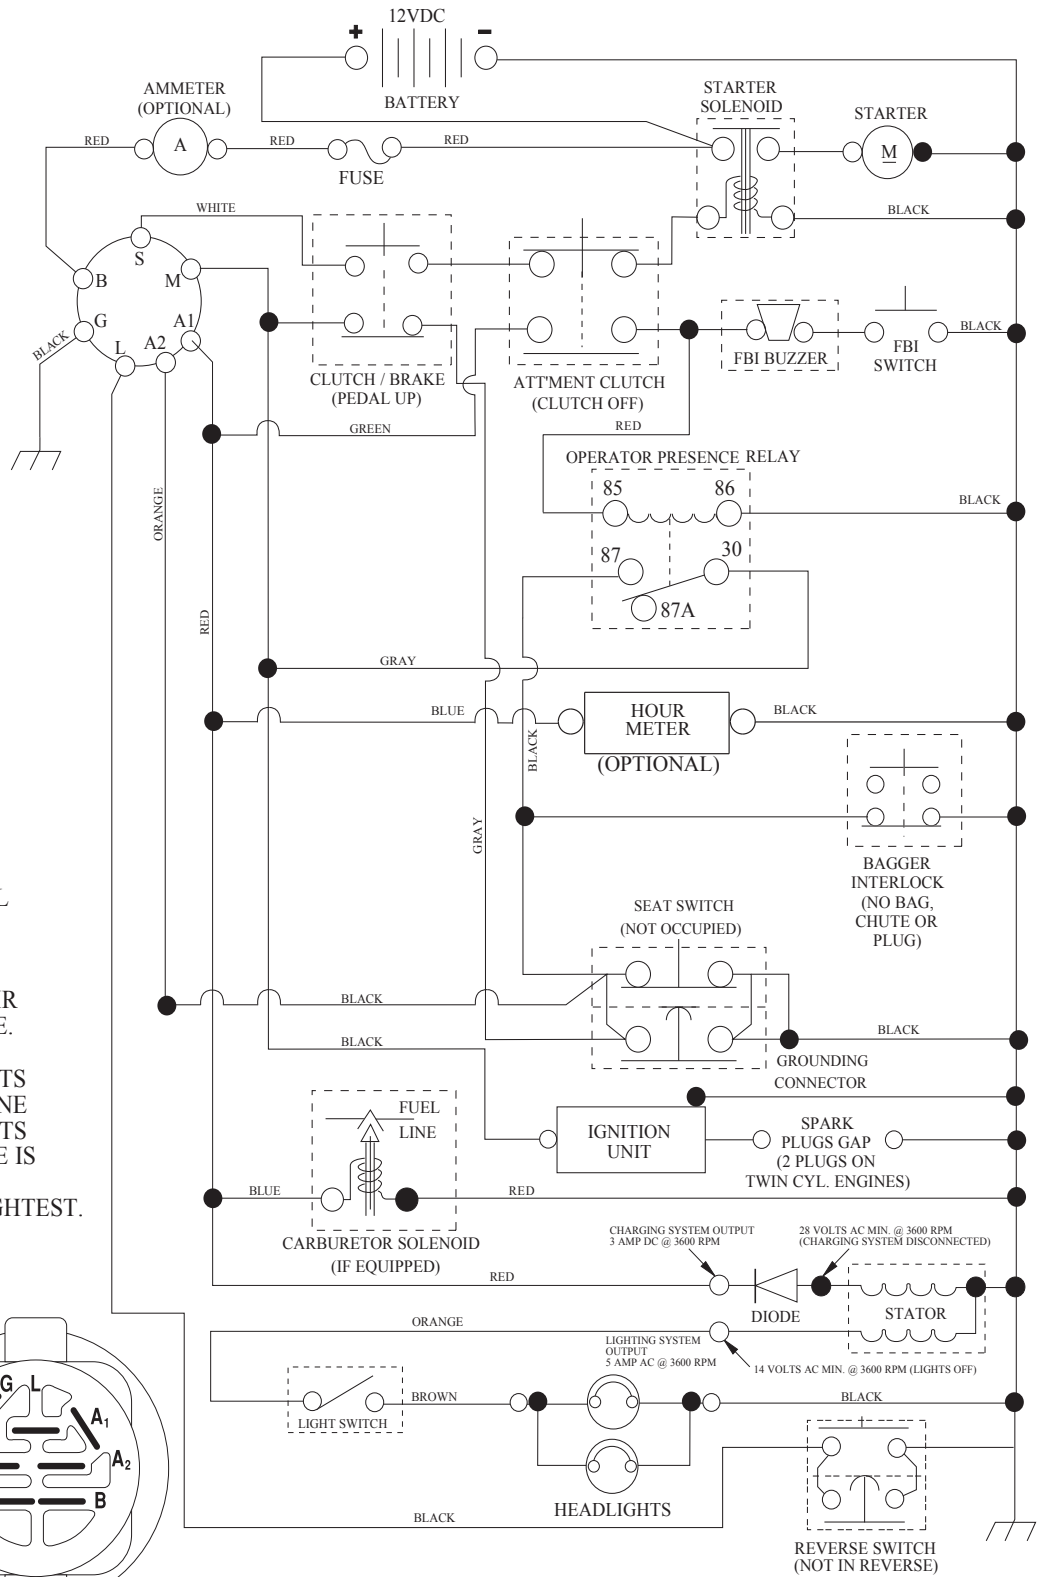 12VDC
+
-
BATTERY
AMMETER
(OPTIONAL)
STARTER
SOLENOID
STARTER
RED
A
RED
FUSE
RED
M
WHITE
BLACK
S
B
M
G
A1
A2
L
BLACK
CLUTCH / BRAKE
(PEDAL UP)
ATT'MENT CLUTCH
(CLUTCH OFF)
FBI BUZZER
FBI
SWITCH
BLACK
GREEN
RED
OPERATOR PRESENCE RELAY
85
86
BLACK
ORANGE
87
30
87A
RED
GRAY
BLUE
HOUR
METER
(OPTIONAL)
BLACK
BLACK
GRAY
BAGGER
INTERLOCK
(NO BAG,
CHUTE OR
PLUG)
L
SEAT SWITCH
(NOT OCCUPIED)
IR
E.
BLACK
BLACK
BLACK
GROUNDING
CONNECTOR
TS
NE
TS
E IS
GHTEST.
FUEL
LINE
IGNITION
UNIT
SPARK
PLUGS GAP
(2 PLUGS ON
TWIN CYL. ENGINES)
BLUE
RED
CARBURETOR SOLENOID
(IF EQUIPPED)
CHARGING SYSTEM OUTPUT
3 AMP DC @ 3600 RPM
28 VOLTS AC MIN. @ 3600 RPM
(CHARGING SYSTEM DISCONNECTED)
RED
DIODE
STATOR
ORANGE
LIGHTING SYSTEM
OUTPUT
5 AMP AC @ 3600 RPM
14 VOLTS AC MIN. @ 3600 RPM (LIGHTS OFF)
LIGHT SWITCH
BROWN
BLACK
HEADLIGHTS
BLACK
REVERSE SWITCH
(NOT IN REVERSE)
G
L
A1
A2
B